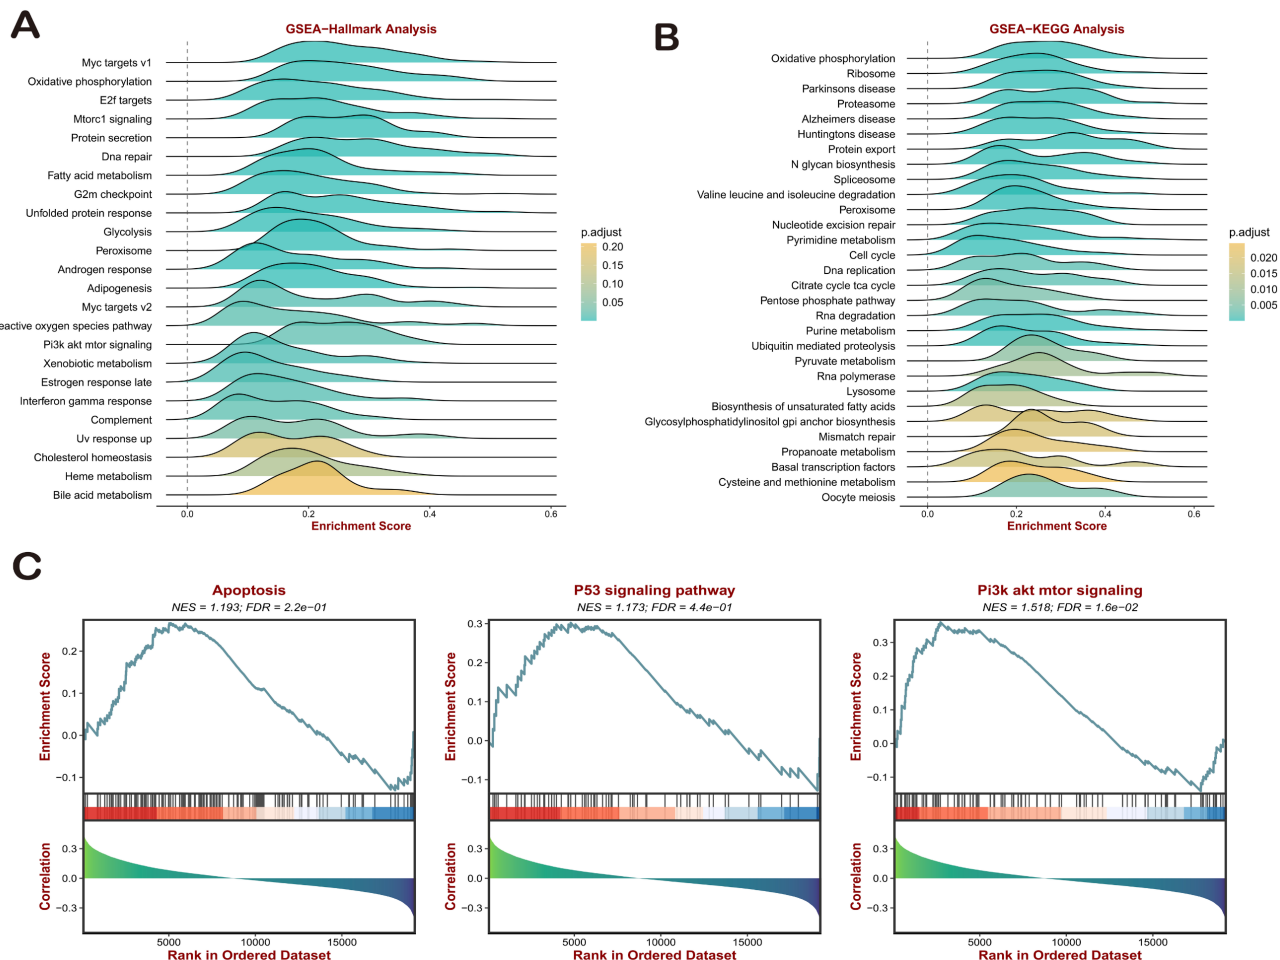 A
GSEA−Hallmark Analysis
Myc targets v1
Oxidative phosphorylation
E2f targets
Mtorc1 signaling
Protein secretion
Dna repair
Fatty acid metabolism
G2m checkpoint
Unfolded protein response
Glycolysis
Peroxisome
Androgen response
Adipogenesis
Myc targets v2
eactive oxygen species pathway
Pi3k akt mtor signaling
Xenobiotic metabolism
Estrogen response late
Interferon gamma response
Complement
Uv response up
Cholesterol homeostasis
Heme metabolism
Bile acid metabolism
0.0 0.2 0.4 0.6
Enrichment Score
p.adjust
0.20
0.15
0.10
0.05
B
GSEA−KEGG Analysis
Oxidative phosphorylation
Ribosome
Parkinsons disease
Proteasome
Alzheimers disease
Huntingtons disease
Protein export
N glycan biosynthesis
Spliceosome
Valine leucine and isoleucine degradation
Peroxisome
Nucleotide excision repair
Pyrimidine metabolism
Cell cycle
Dna replication
Citrate cycle tca cycle
Pentose phosphate pathway
Rna degradation
Purine metabolism
Ubiquitin mediated proteolysis
Pyruvate metabolism
Rna polymerase
Lysosome
Biosynthesis of unsaturated fatty acids
Glycosylphosphatidylinositol gpi anchor biosynthesis
Mismatch repair
Propanoate metabolism
Basal transcription factors
Cysteine and methionine metabolism
Oocyte meiosis
0.0 0.2 0.4 0.6
Enrichment Score
p.adjust
0.020
0.015
0.010
0.005
C
Apoptosis
NES = 1.193; FDR = 2.2e−01
Enrichment Score
0.2
0.1
0.0
−0.1
Correlation
0.3
0.0
−0.3
5000 10000 15000
Rank in Ordered Dataset
P53 signaling pathway
NES = 1.173; FDR = 4.4e−01
Enrichment Score
0.3
0.2
0.1
0.0
−0.1
Correlation
0.3
0.0
−0.3
5000 10000 15000
Rank in Ordered Dataset
Pi3k akt mtor signaling
NES = 1.518; FDR = 1.6e−02
Enrichment Score
0.3
0.2
0.1
0.0
−0.1
Correlation
0.3
0.0
−0.3
5000 10000 15000
Rank in Ordered Dataset